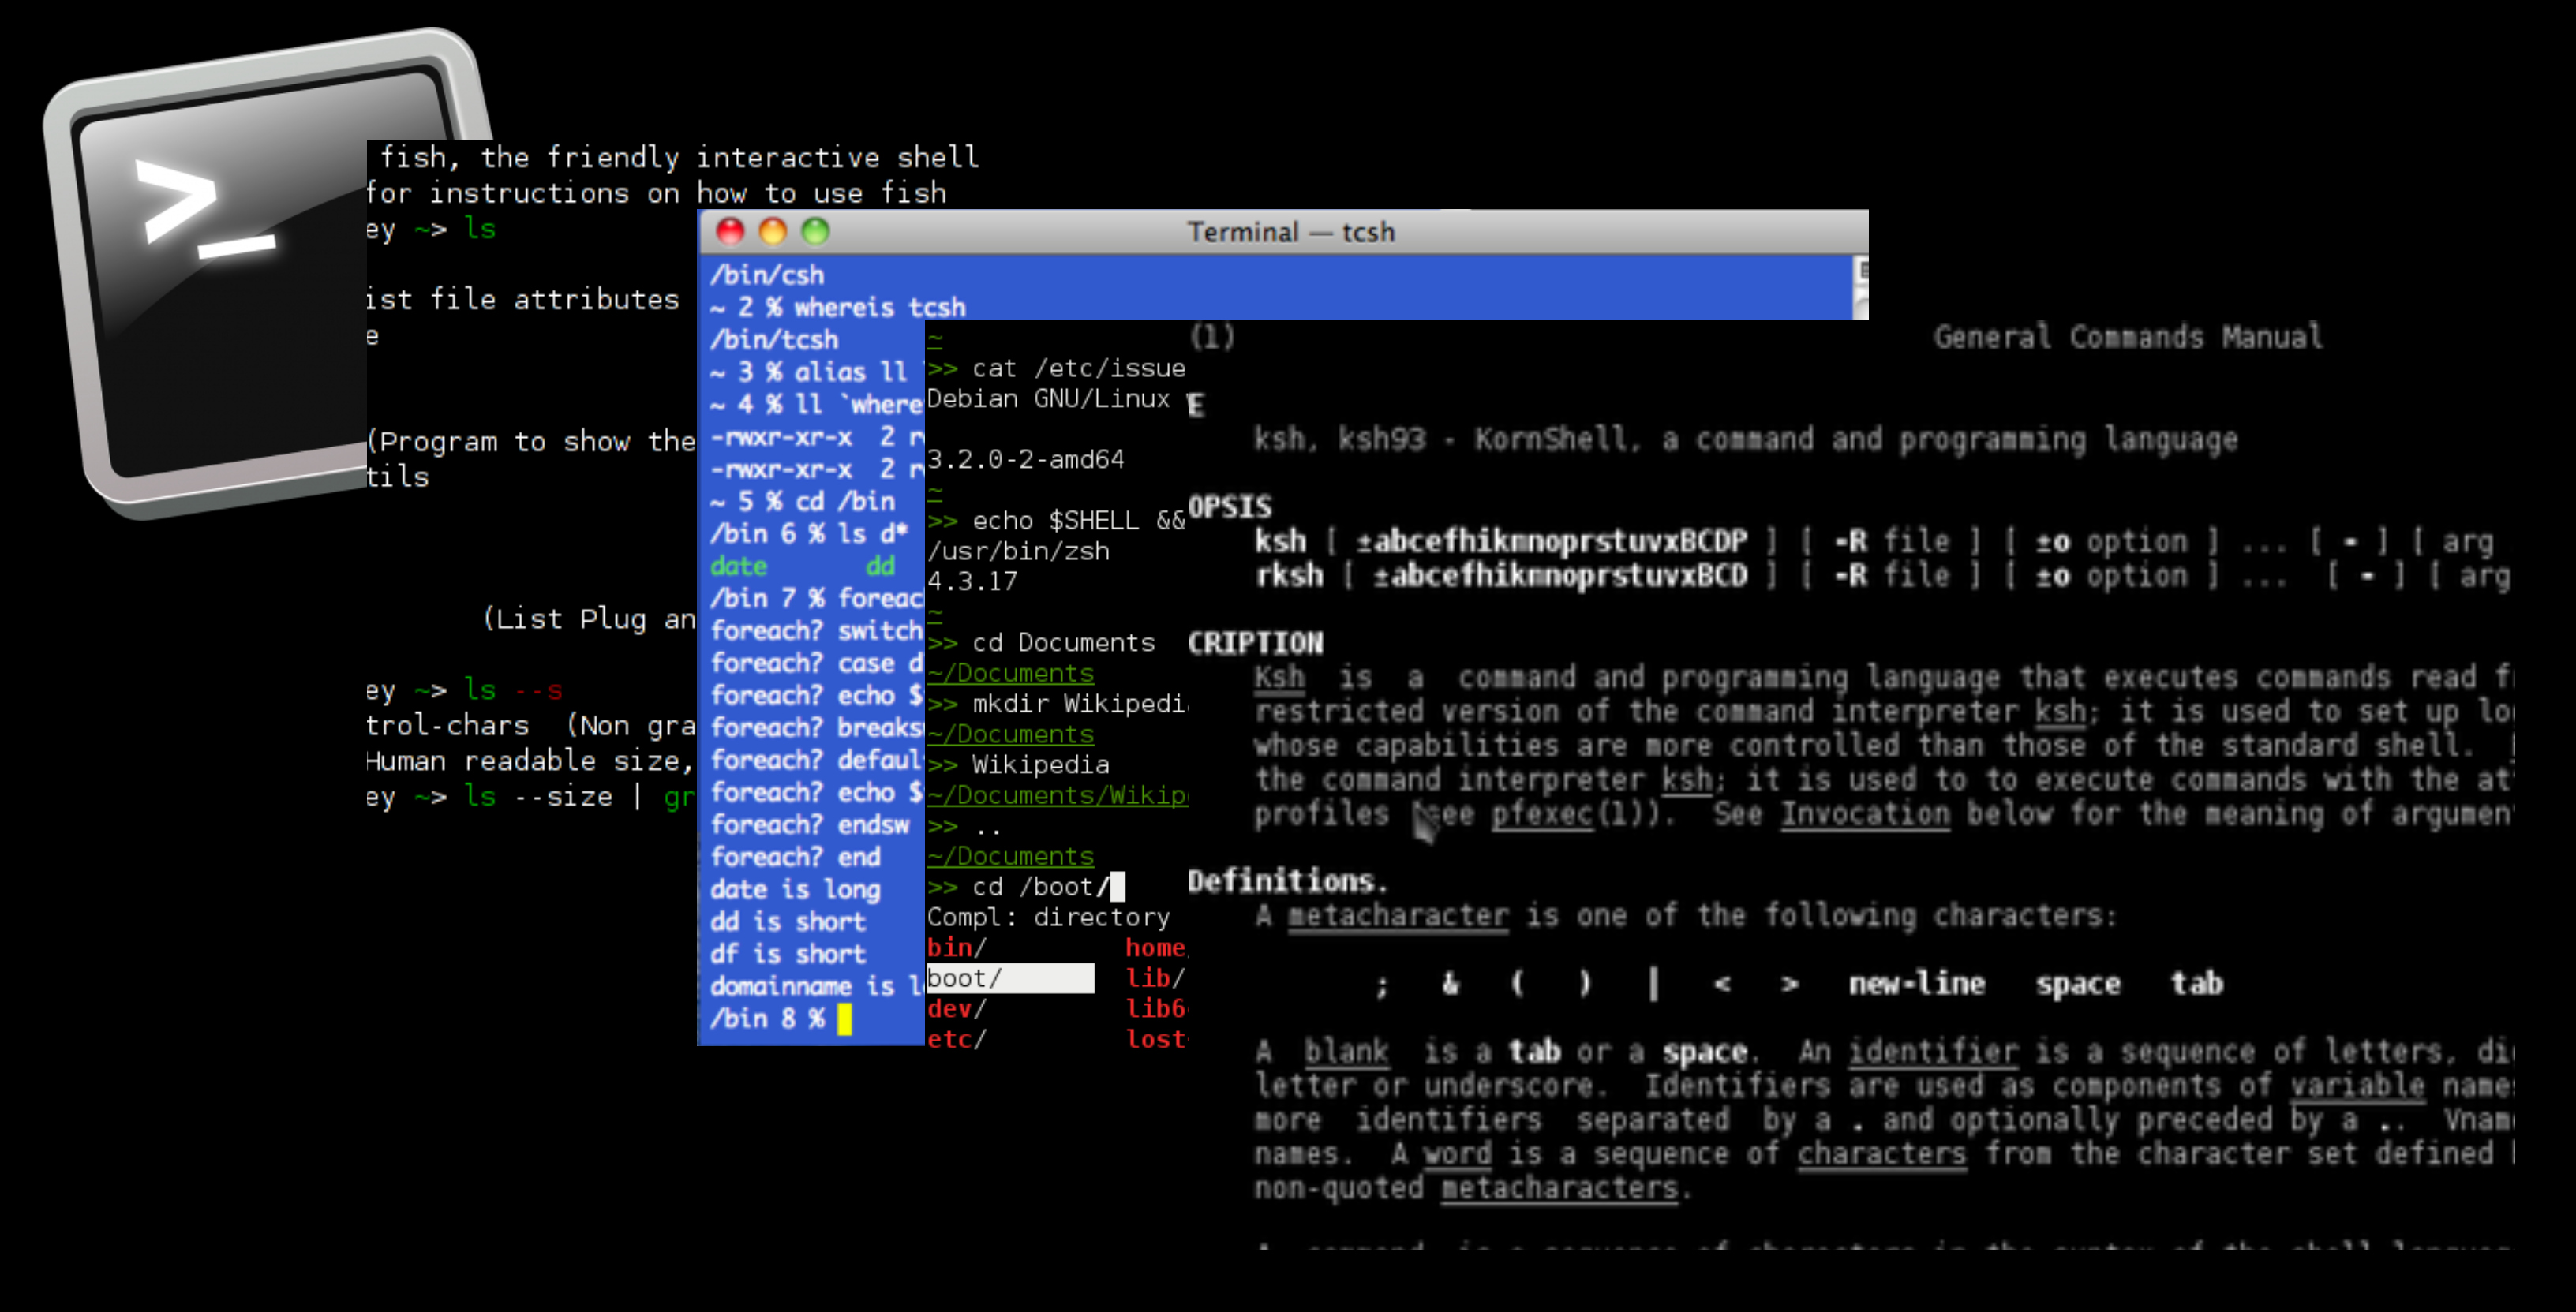 >_
fish, the friendly interactive shell
for instructions on how to use fish
ey ~> ls
ist file attributes
e
(Program to show the
tils
(List Plug an
ey ~> ls --s
trol-chars (Non gra
Human readable size,
ey ~> ls --size | gr
Terminal — tcsh
/bin/csh
~ 2 % whereis tcsh
/bin/tcsh
~ 3 % alias ll
~ 4 % ll `where
-rwxr-xr-x 2 r
-rwxr-xr-x 2 r
~ 5 % cd /bin
/bin 6 % ls d*
date dd
/bin 7 % foreac
foreach? switch
foreach? case d
foreach? echo $
foreach? breaks
foreach? defaul
foreach? echo $
foreach? endsw
foreach? end
date is long
dd is short
df is short
domainname is l
/bin 8 %
~
>> cat /etc/issue
Debian GNU/Linux
3.2.0-2-amd64
~
>> echo $SHELL &&
/usr/bin/zsh
4.3.17
~
>> cd Documents
~/Documents
>> mkdir Wikipedi
~/Documents
>> Wikipedia
~/Documents/Wikip
>> ..
~/Documents
>> cd /boot/
Compl: directory
bin/ home
boot/ lib/
dev/ lib6
etc/ lost
(1) General Commands Manual
E
ksh, ksh93 - KornShell, a command and programming language
OPSIS
ksh [ ±abcefhikmnoprstuvxBCDP ] [ -R file ] [ ±o option ] ... [ - ] [ arg
rksh [ ±abcefhikmnoprstuvxBCD ] [ -R file ] [ ±o option ] ... [ - ] [ arg
CRIPTION
Ksh is a command and programming language that executes commands read f
restricted version of the command interpreter ksh; it is used to set up lo
whose capabilities are more controlled than those of the standard shell.
the command interpreter ksh; it is used to to execute commands with the at
profiles (see pfexec(1)). See Invocation below for the meaning of argumen
Definitions.
A metacharacter is one of the following characters:
; & ( ) | < > new-line space tab
A blank is a tab or a space. An identifier is a sequence of letters, di
letter or underscore. Identifiers are used as components of variable name
more identifiers separated by a . and optionally preceded by a .. Vnam
names. A word is a sequence of characters from the character set defined
non-quoted metacharacters.